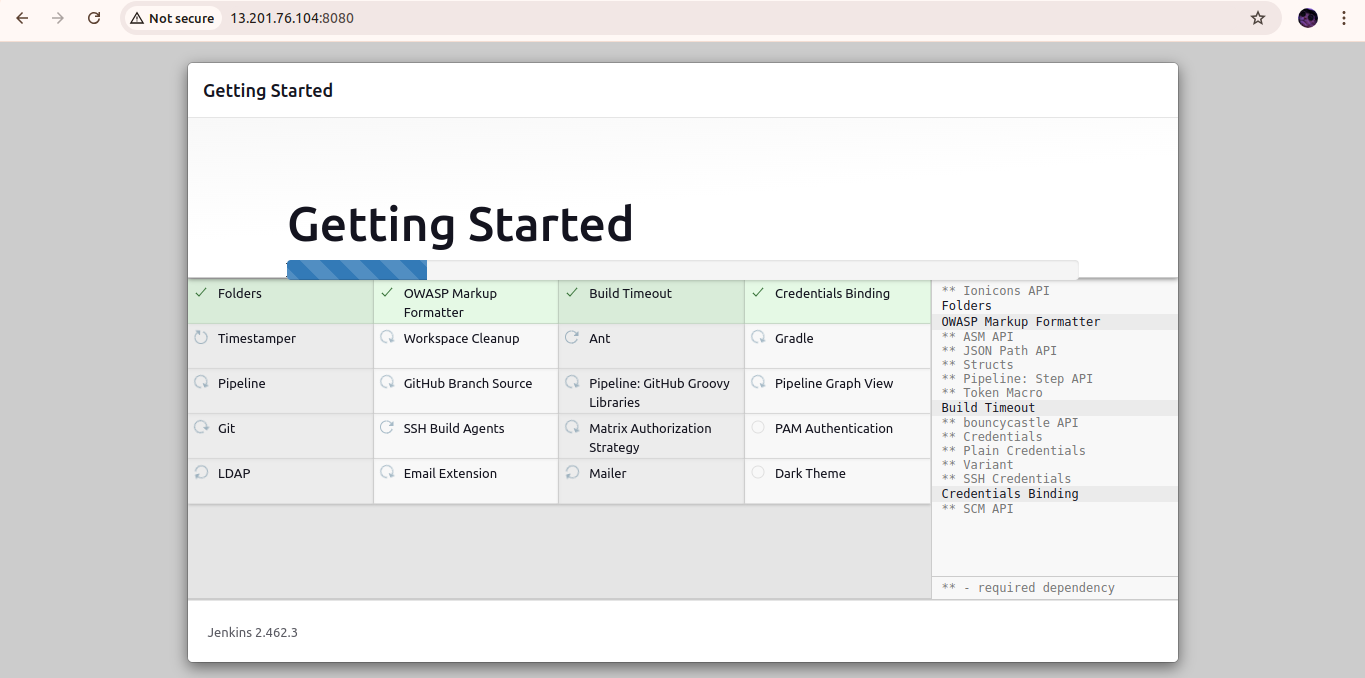 Not secure
13.201.76.104:8080
Getting Started
Getting Started
Folders
OWASP Markup
Formatter
Build Timeout
Credentials Binding
Timestamper
Workspace Cleanup
Ant
Gradle
Pipeline
GitHub Branch Source
Pipeline: GitHub Groovy
Libraries
Pipeline Graph View
Git
SSH Build Agents
Matrix Authorization
Strategy
PAM Authentication
LDAP
Email Extension
Mailer
Dark Theme
** Ionicons API
Folders
OWASP Markup Formatter
** ASM API
** JSON Path API
** Structs
** Pipeline: Step API
** Token Macro
Build Timeout
** bouncycastle API
** Credentials
** Plain Credentials
** Variant
** SSH Credentials
Credentials Binding
** SCM API
** - required dependency
Jenkins 2.462.3